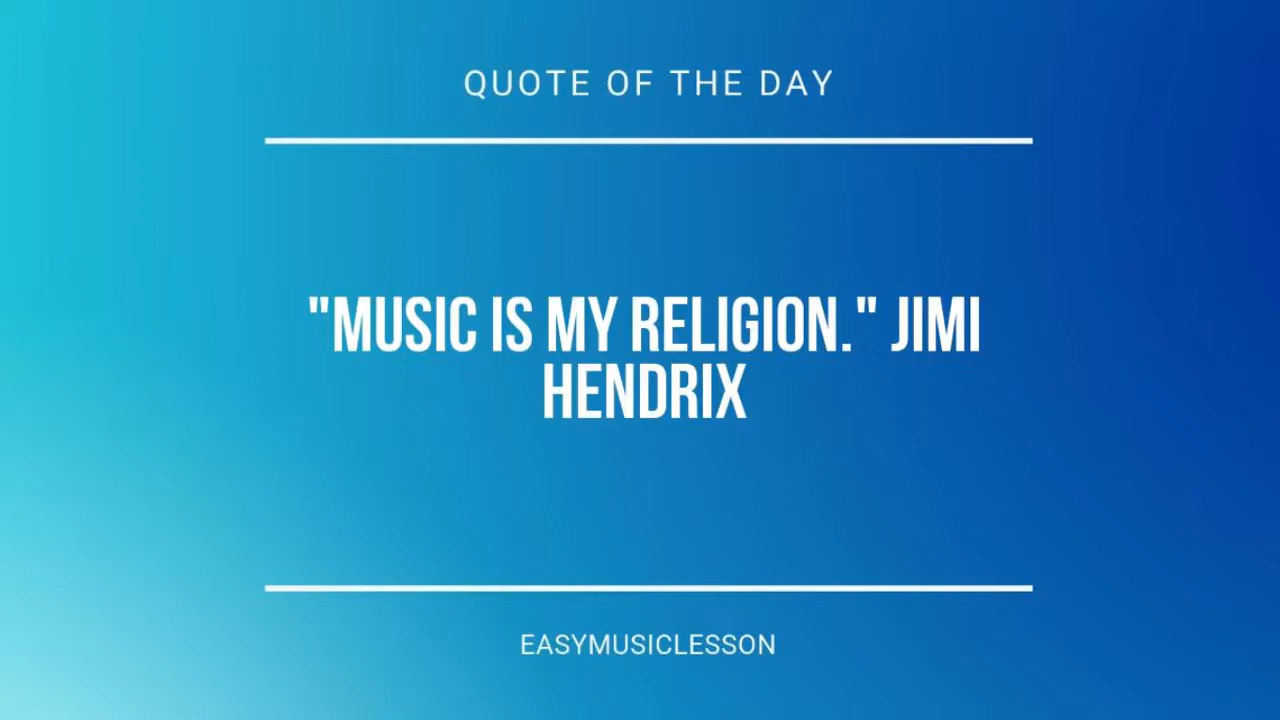 QUOTE OF THE DAY
"MUSIC IS MY RELIGION." JIMI
HENDRIX
EASYMUSICLESSON